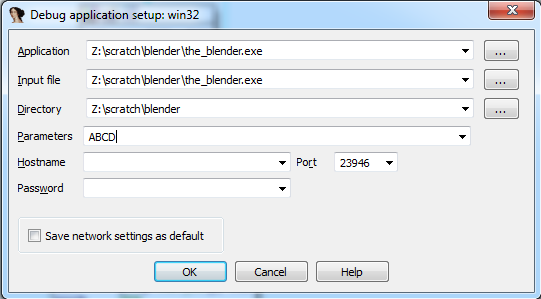 Debug application setup: win32
Application Z:\scratch\blender\the_blender.exe ...
Input file Z:\scratch\blender\the_blender.exe ...
Directory Z:\scratch\blender ...
Parameters ABCD
Hostname Port 23946
Password
Save network settings as default
OK Cancel Help